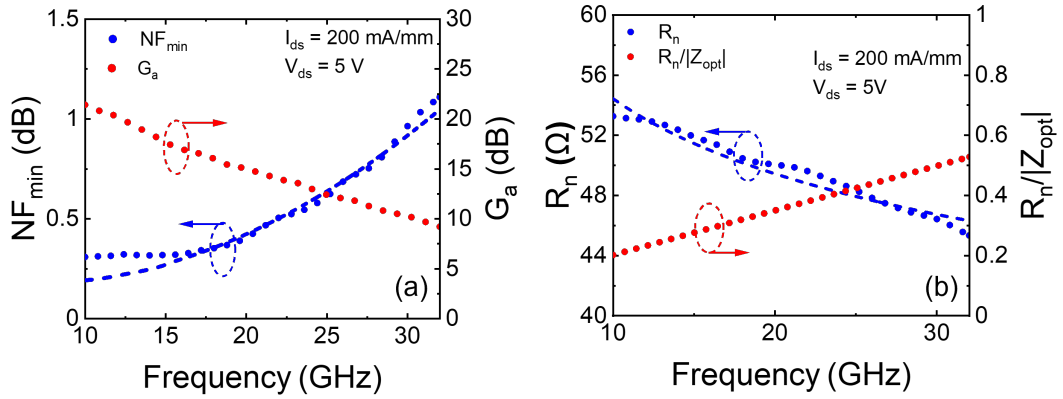 NFmin
Ga
Ids = 200 mA/mm
Vds = 5 V
1.5
1
0.5
0
30
25
20
15
10
5
0
10 15 20 25 30
NFmin (dB)
Ga (dB)
Frequency (GHz)
(a)
Rn
Rn/|Zopt|
Ids = 200 mA/mm
Vds = 5V
60
56
52
48
44
40
1
0.8
0.6
0.4
0.2
0
10 20 30
Rn (Ω)
Rn/|Zopt|
Frequency (GHz)
(b)